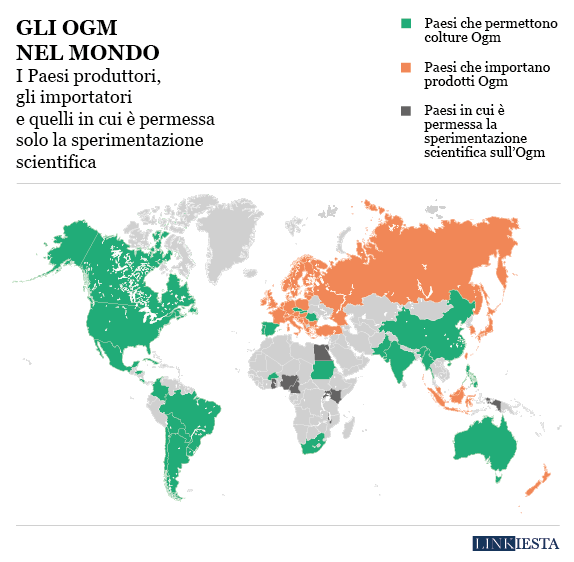 GLI OGM
NEL MONDO
I Paesi produttori,
gli importatori
e quelli in cui è permessa
solo la sperimentazione
scientifica
Paesi che permettono
colture Ogm
Paesi che importano
prodotti Ogm
Paesi in cui è
permessa la
sperimentazione
scientifica sull'Ogm
LINKIESTA